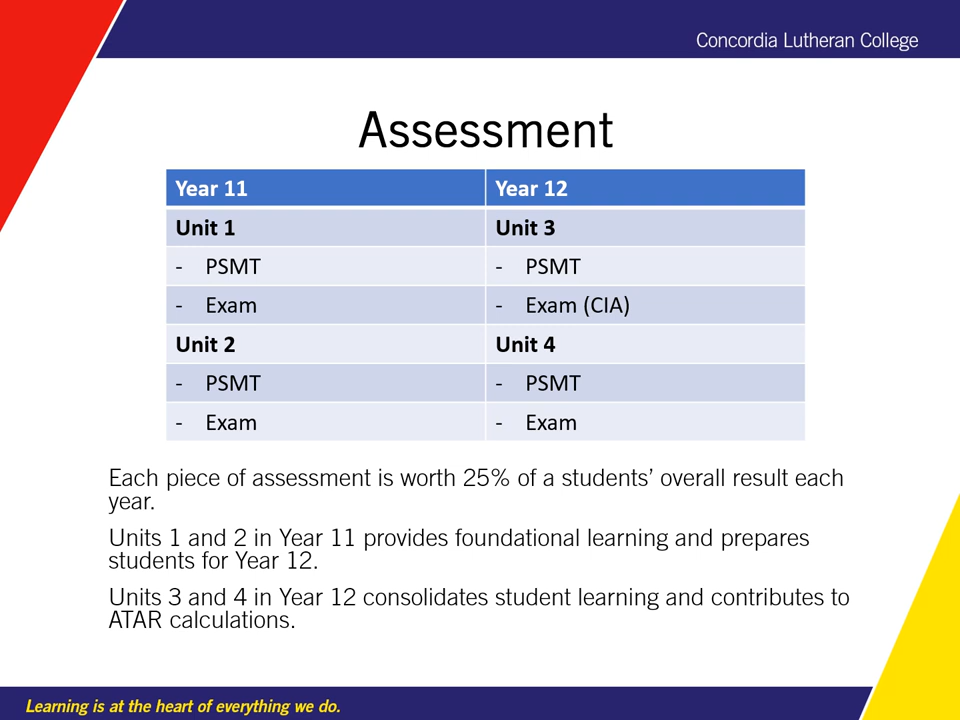 Concordia Lutheran College
Assessment
Year 11 Year 12
Unit 1 Unit 3
- PSMT - PSMT
- Exam - Exam (CIA)
Unit 2 Unit 4
- PSMT - PSMT
- Exam - Exam
Each piece of assessment is worth 25% of a students’ overall result each
year.
Units 1 and 2 in Year 11 provides foundational learning and prepares
students for Year 12.
Units 3 and 4 in Year 12 consolidates student learning and contributes to
ATAR calculations.
Learning is at the heart of everything we do.